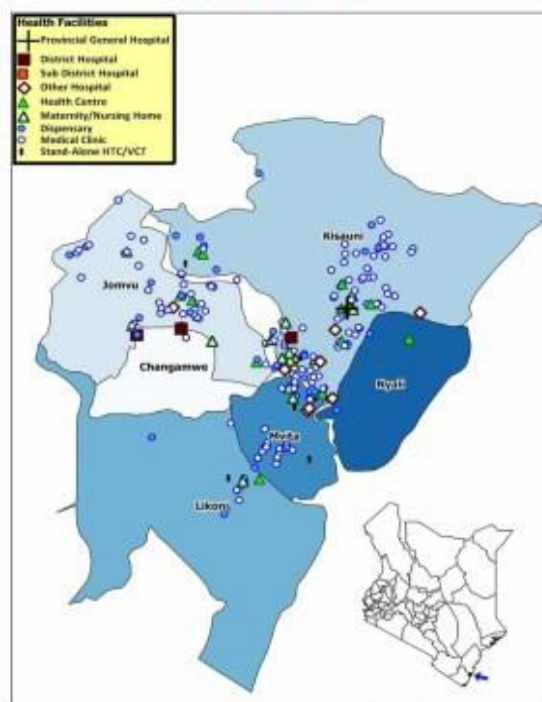 Health Facilities
Provincial General Hospital
District Hospital
Sub District Hospital
Other Hospital
Health Centre
Maternity/Nursing Home
Dispensary
Medical Clinic
Stand-Alone HTC/VCT
Kisauni
Jomvu
Changamwe
Nyali
Mvita
Likoni